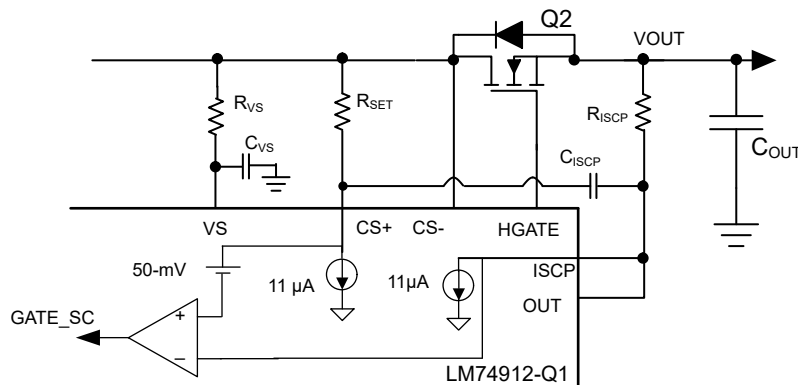 Q2
VOUT
RVS
RSET
RISCP
CVS
CISCP
COUT
VS
CS+
CS-
HGATE
50-mV
11 µA
11µA
ISCP
OUT
GATE_SC
+
–
LM74912-Q1